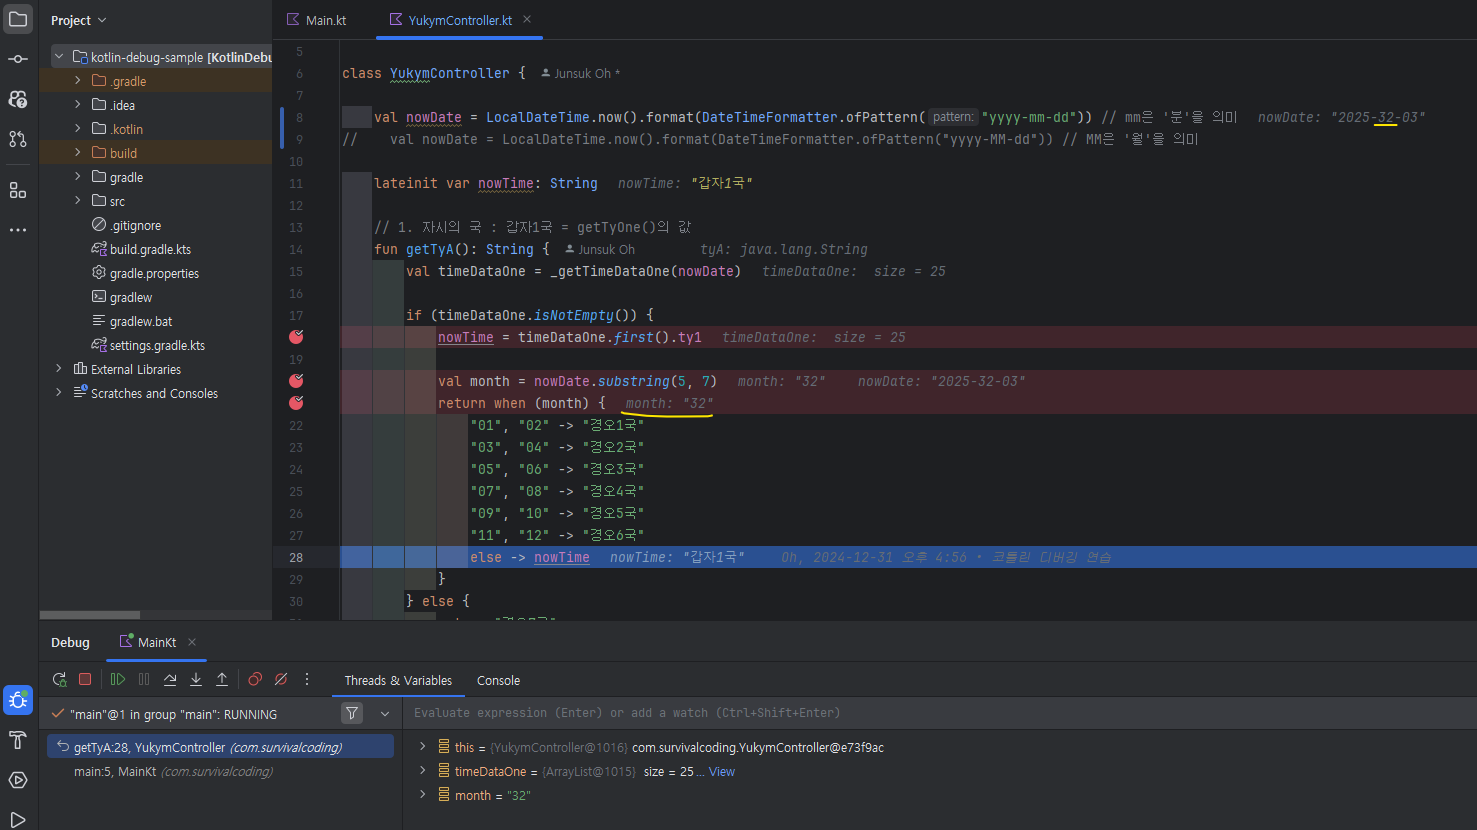 Project
Main.kt
YukymController.kt
kotlin-debug-sample [KotlinDebu
.gradle
.idea
.kotlin
build
gradle
src
.gitignore
build.gradle.kts
gradle.properties
gradlew
gradlew.bat
settings.gradle.kts
External Libraries
Scratches and Consoles
5
6 class YukymController { Junsuk Oh *
7
8 val nowDate = LocalDateTime.now().format(DateTimeFormatter.ofPattern( pattern: "yyyy-mm-dd")) // mm은 '분'을 의미 nowDate: "2025-32-03"
9 // val nowDate = LocalDateTime.now().format(DateTimeFormatter.ofPattern("yyyy-MM-dd")) // MM은 '월'을 의미
10
11 lateinit var nowTime: String nowTime: "갑자1국"
12
13 // 1. 자시의 국 : 갑자1국 = getTyOne()의 값
14 fun getTyA(): String { Junsuk Oh tyA: java.lang.String
15 val timeDataOne = _getTimeDataOne(nowDate) timeDataOne: size = 25
16
17 if (timeDataOne.isNotEmpty()) {
nowTime = timeDataOne.first().ty1 timeDataOne: size = 25
19
val month = nowDate.substring(5, 7) month: "32" nowDate: "2025-32-03"
return when (month) { month: "32"
22 "01", "02" -> "경오1국"
23 "03", "04" -> "경오2국"
24 "05", "06" -> "경오3국"
25 "07", "08" -> "경오4국"
26 "09", "10" -> "경오5국"
27 "11", "12" -> "경오6국"
28 else -> nowTime nowTime: "갑자1국" Oh, 2024-12-31 오후 4:56 • 코틀린 디버깅 연습
29 }
30 } else {
Debug
MainKt
Threads & Variables
Console
"main"@1 in group "main": RUNNING
Evaluate expression (Enter) or add a watch (Ctrl+Shift+Enter)
getTyA:28, YukymController (com.survivalcoding)
main:5, MainKt (com.survivalcoding)
this = {YukymController@1016} com.survivalcoding.YukymController@e73f9ac
timeDataOne = {ArrayList@1015} size = 25 ... View
month = "32"